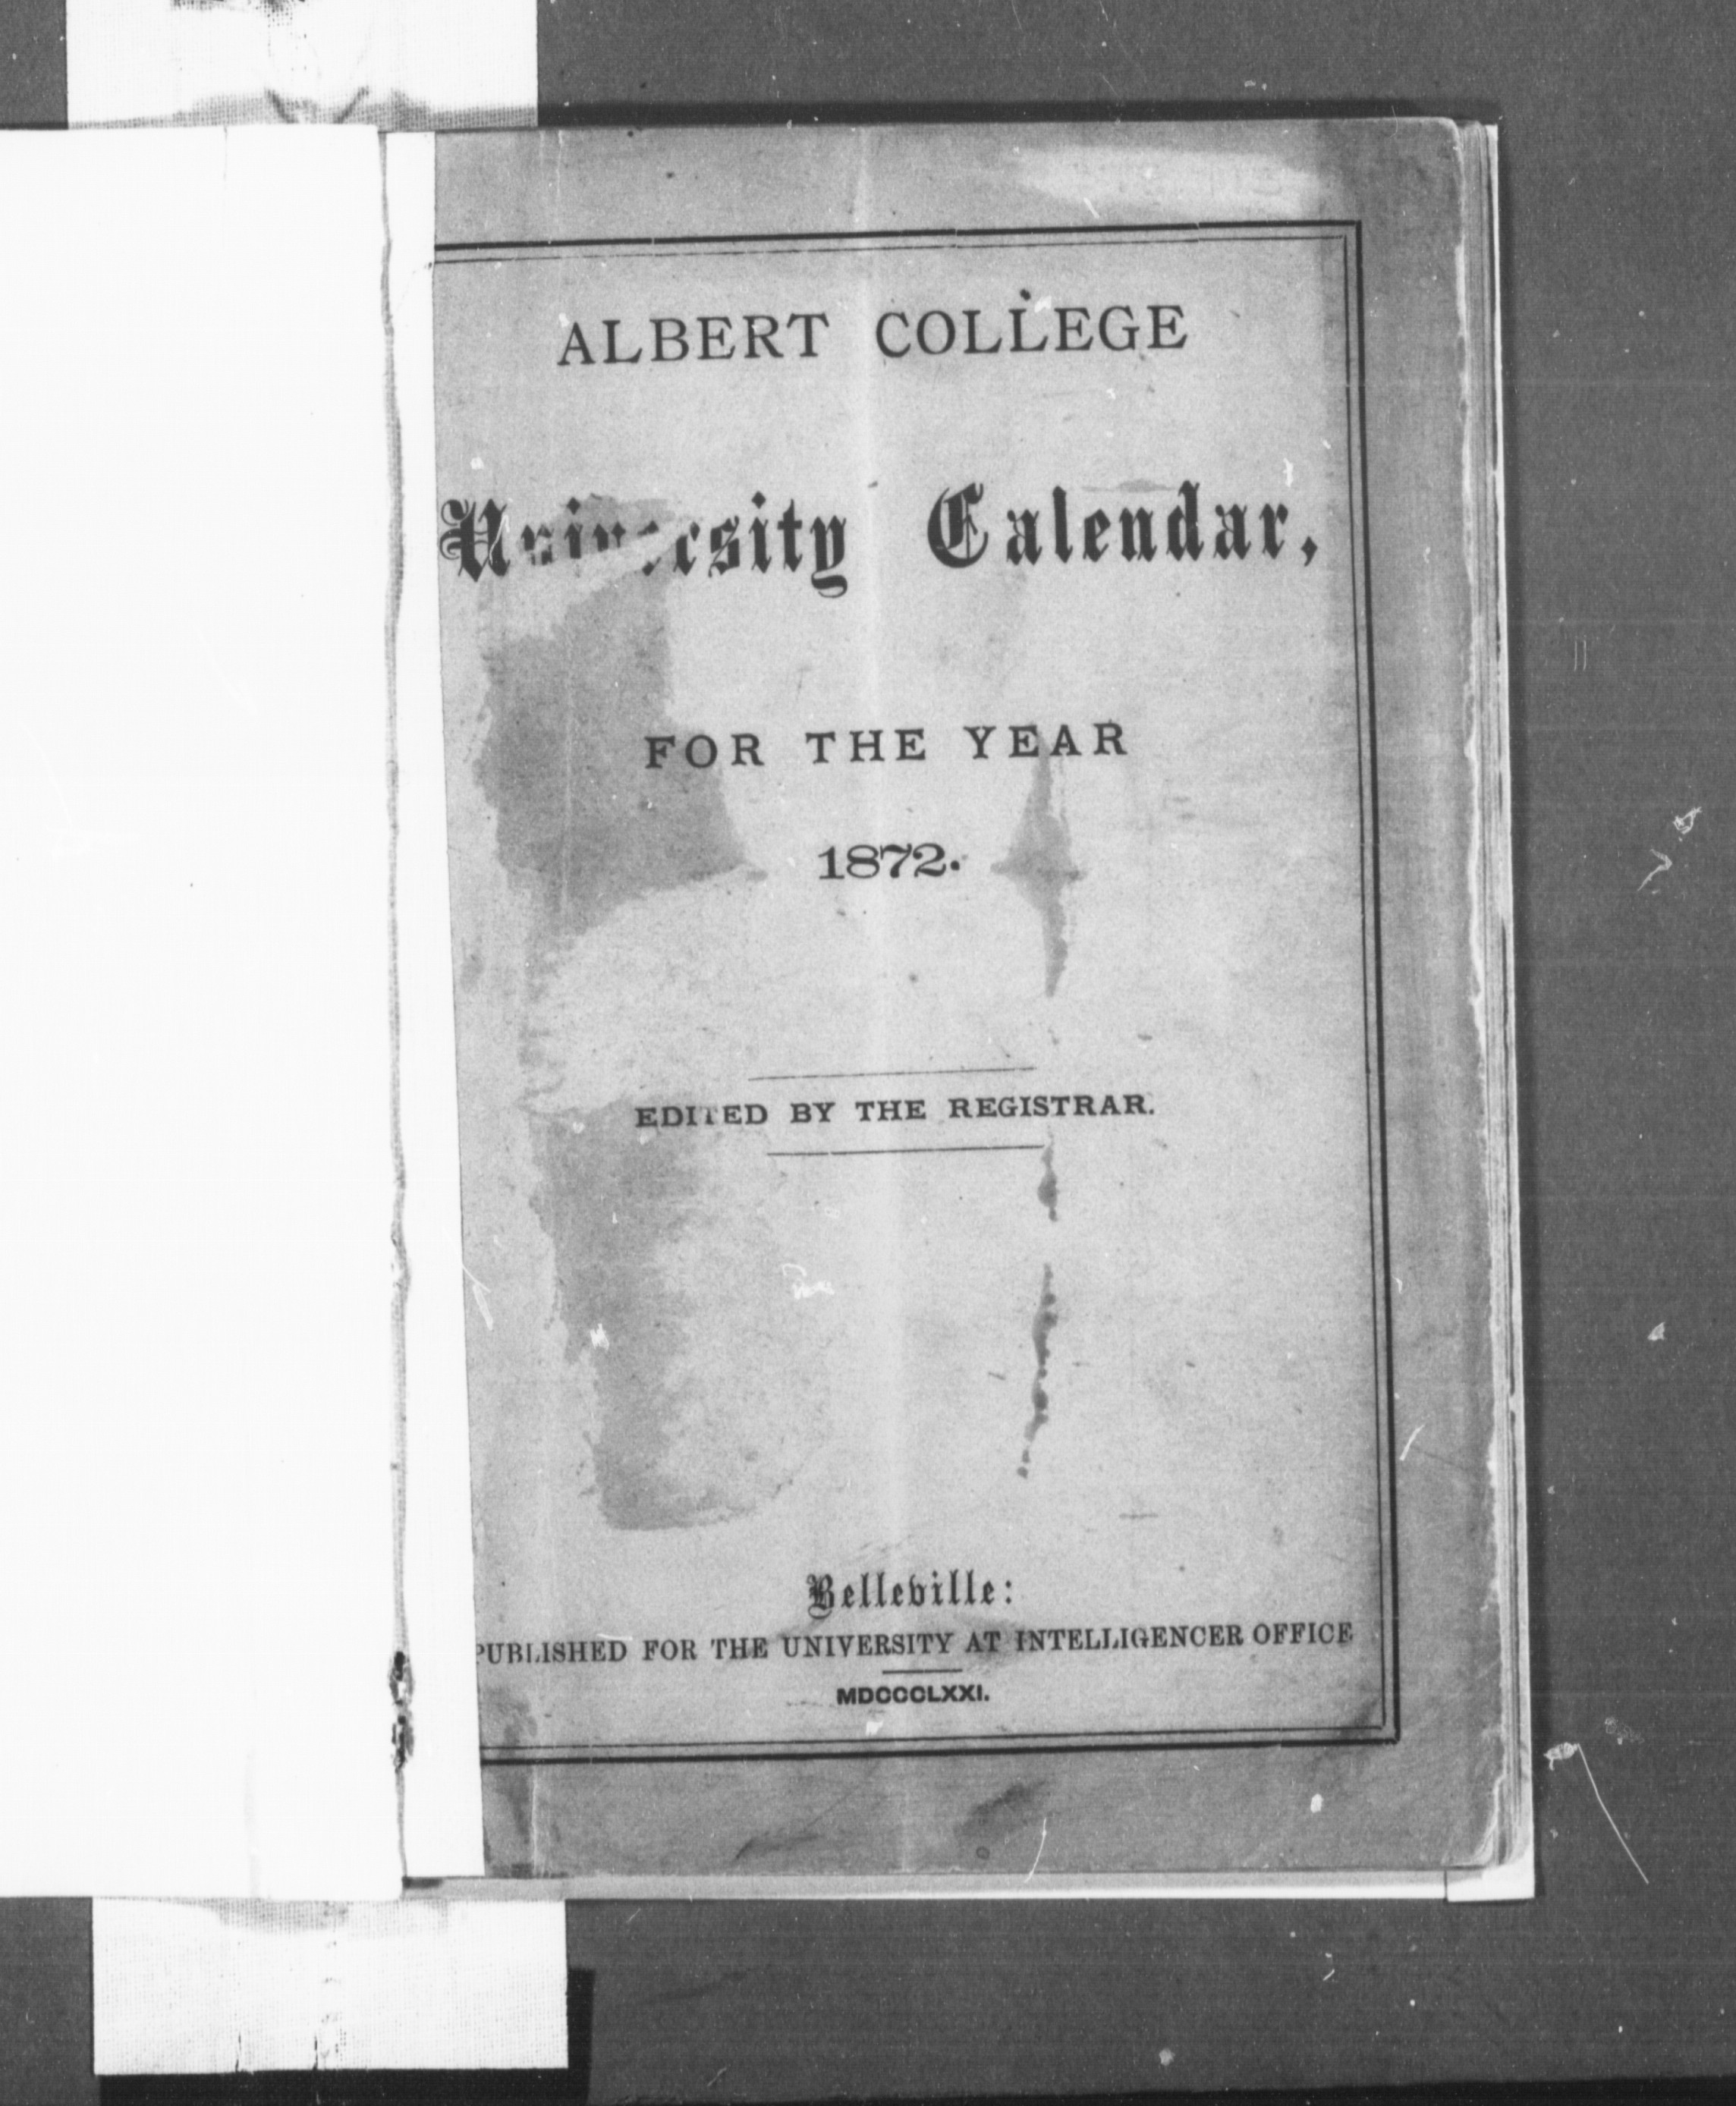 ALBERT COLLEGE
University Calendar,
FOR THE YEAR
1872.
EDITED BY THE REGISTRAR.
Belleville:
PUBLISHED FOR THE UNIVERSITY AT INTELLIGENCER OFFICE
MDCCCLXXI.